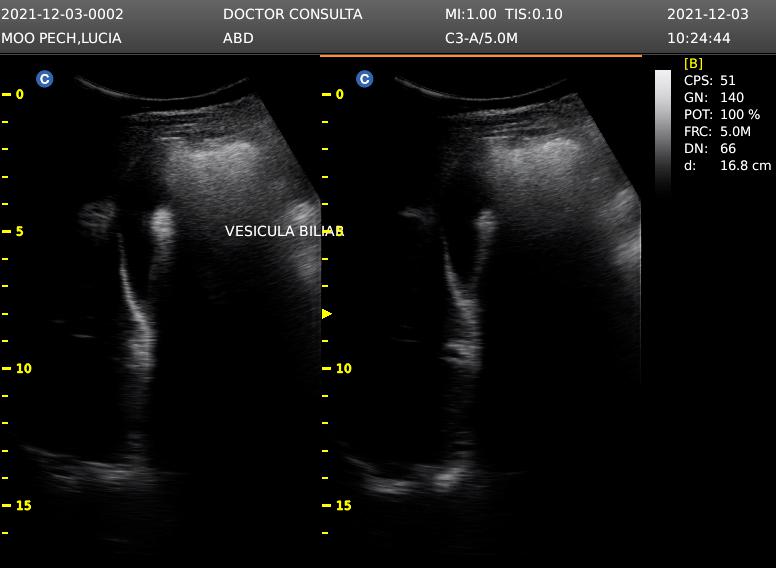 2021-12-03-0002 DOCTOR CONSULTA MI:1.00 TIS:0.10 2021-12-03
MOO PECH,LUCIA ABD C3-A/5.0M 10:24:44
[B]
C C
0 0
CPS: 51
GN: 140
POT: 100 %
FRC: 5.0M
DN: 66
d: 16.8 cm
5 VESICULA BILIAR 5
10 10
15 15